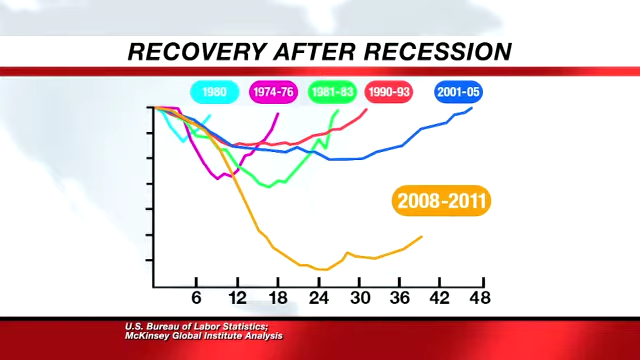 RECOVERY AFTER RECESSION
1980 1974-76 1981-83 1990-93 2001-05
2008-2011
6 12 18 24 30 36 42 48
U.S. Bureau of Labor Statistics;
McKinsey Global Institute Analysis